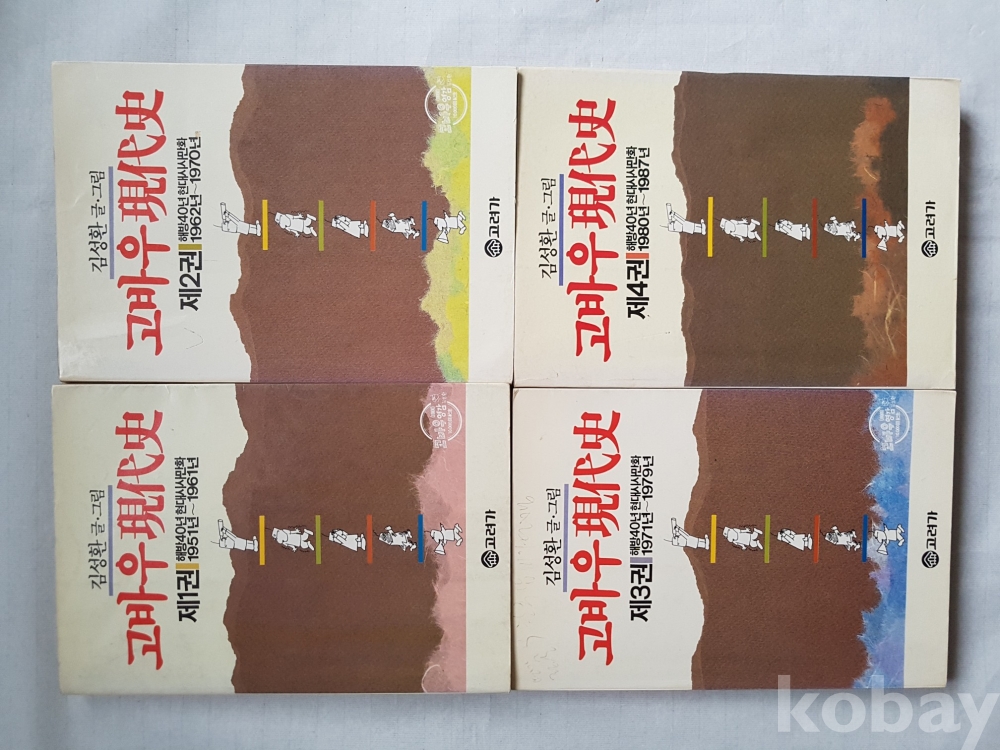 김성환 글·그림
고바우 現代史
제2권
해방40년 현대시사만화
1962년~1970년
고려가
김성환 글·그림
고바우 現代史
제4권
해방40년 현대시사만화
1980년~1987년
고려가
김성환 글·그림
고바우 現代史
제1권
해방40년 현대시사만화
1951년~1961년
고려가
김성환 글·그림
고바우 現代史
제3권
해방40년 현대시사만화
1971년~1979년
고려가
kobay